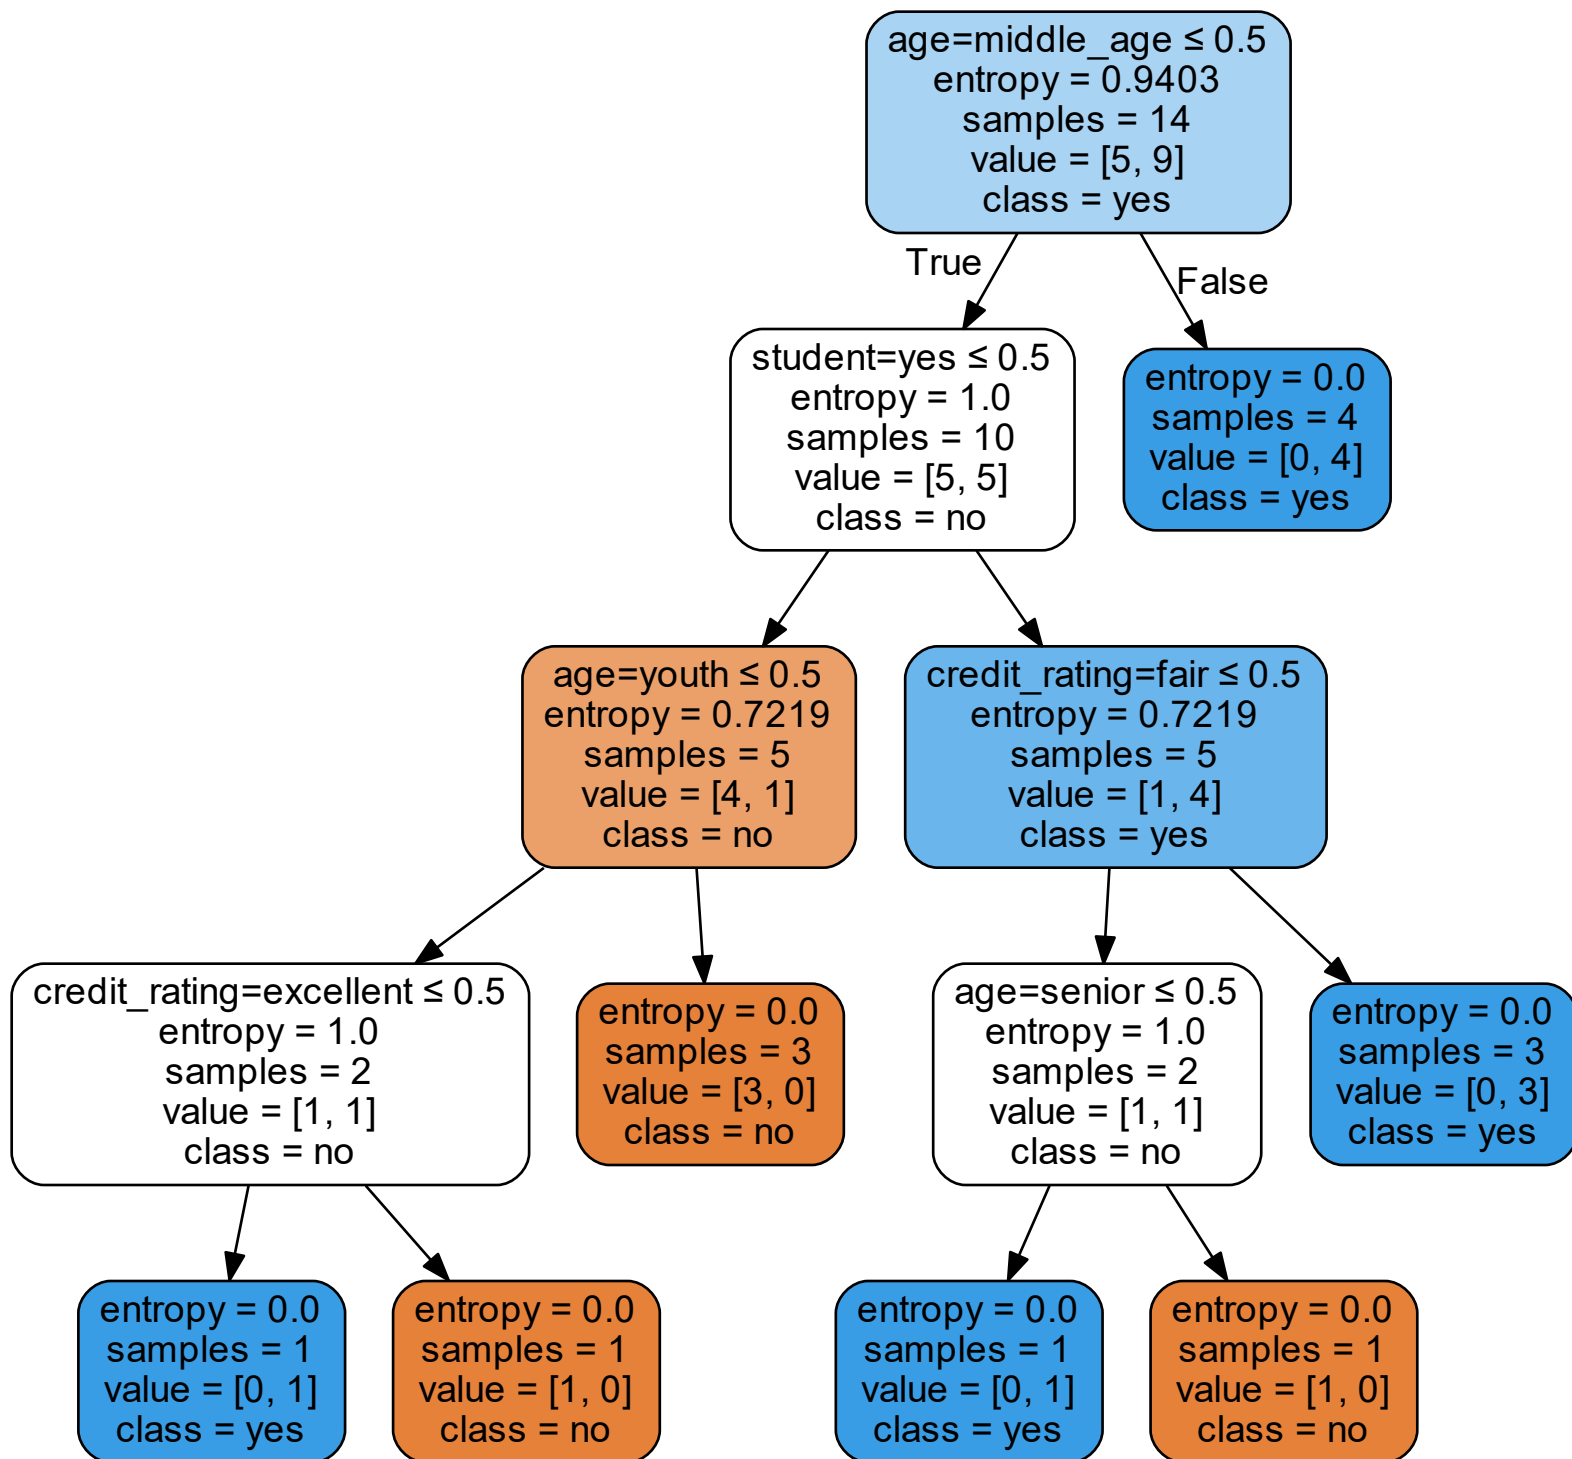 age=middle_age ≤ 0.5
entropy = 0.9403
samples = 14
value = [5, 9]
class = yes
True
False
student=yes ≤ 0.5
entropy = 1.0
samples = 10
value = [5, 5]
class = no
entropy = 0.0
samples = 4
value = [0, 4]
class = yes
age=youth ≤ 0.5
entropy = 0.7219
samples = 5
value = [4, 1]
class = no
credit_rating=fair ≤ 0.5
entropy = 0.7219
samples = 5
value = [1, 4]
class = yes
credit_rating=excellent ≤ 0.5
entropy = 1.0
samples = 2
value = [1, 1]
class = no
entropy = 0.0
samples = 3
value = [3, 0]
class = no
age=senior ≤ 0.5
entropy = 1.0
samples = 2
value = [1, 1]
class = no
entropy = 0.0
samples = 3
value = [0, 3]
class = yes
entropy = 0.0
samples = 1
value = [0, 1]
class = yes
entropy = 0.0
samples = 1
value = [1, 0]
class = no
entropy = 0.0
samples = 1
value = [0, 1]
class = yes
entropy = 0.0
samples = 1
value = [1, 0]
class = no